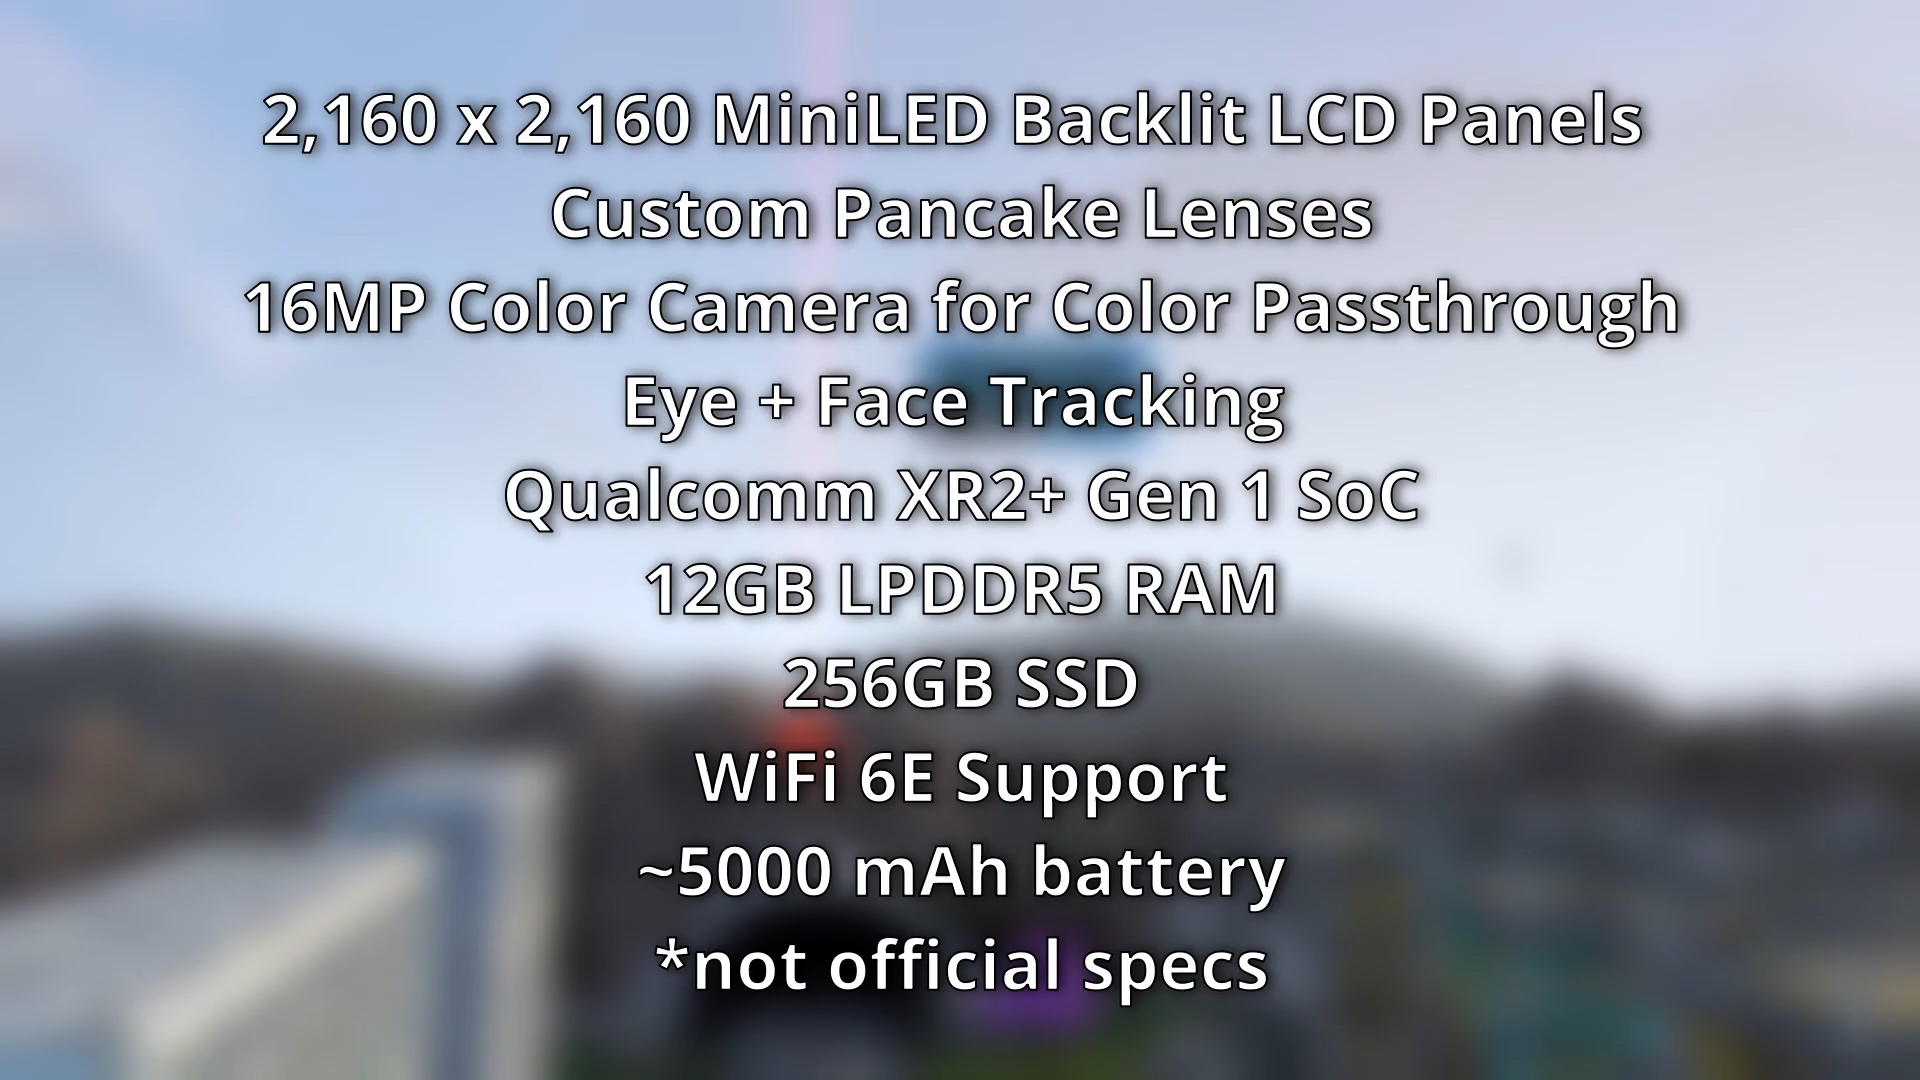 2,160 x 2,160 MiniLED Backlit LCD Panels
Custom Pancake Lenses
16MP Color Camera for Color Passthrough
Eye + Face Tracking
Qualcomm XR2+ Gen 1 SoC
12GB LPDDR5 RAM
256GB SSD
WiFi 6E Support
~5000 mAh battery
*not official specs